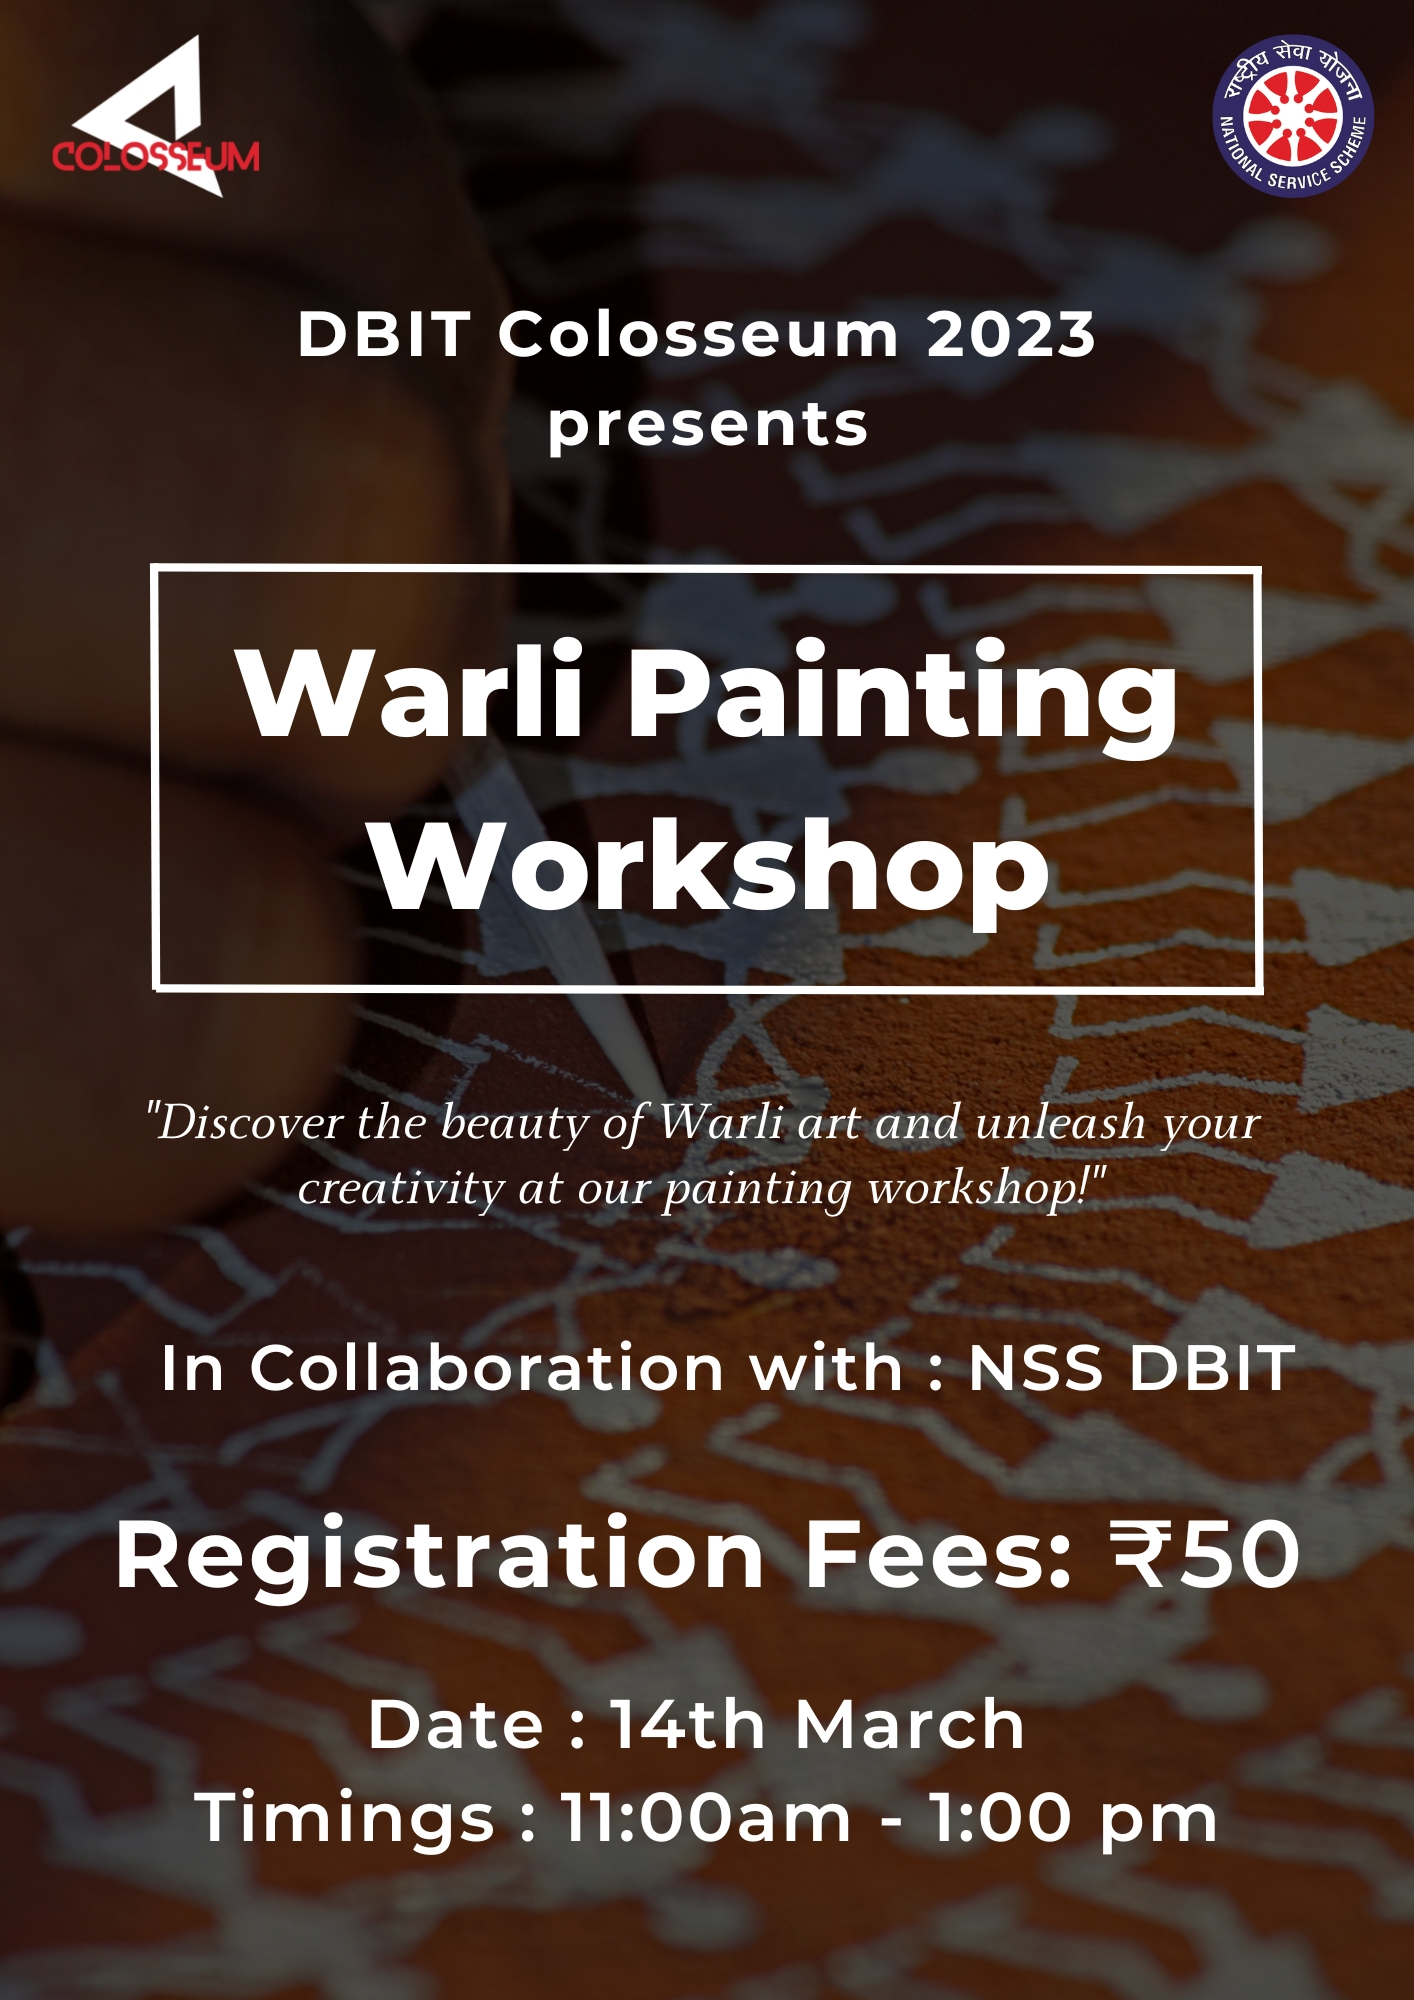 COLOSSEUM
राष्ट्रीय सेवा योजना
NATIONAL SERVICE SCHEME
DBIT Colosseum 2023
presents
Warli Painting
Workshop
"Discover the beauty of Warli art and unleash your
creativity at our painting workshop!"
In Collaboration with : NSS DBIT
Registration Fees: ₹50
Date : 14th March
Timings : 11:00am - 1:00 pm